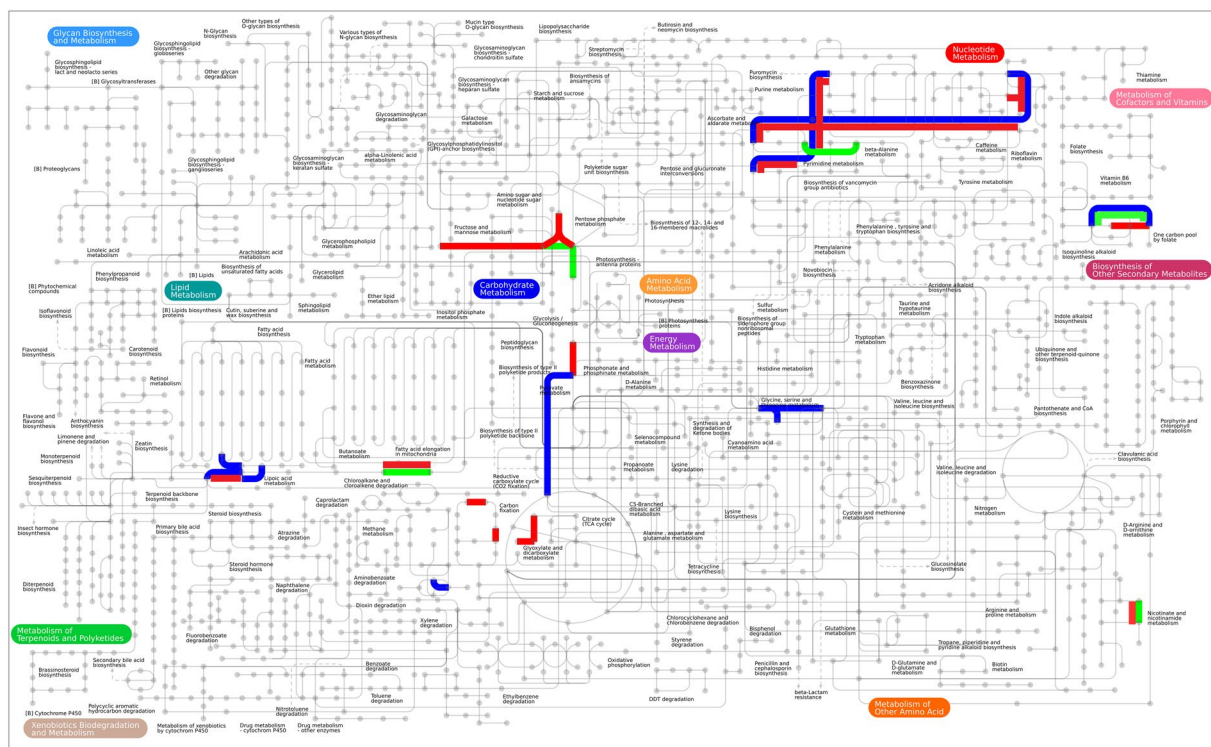 Glycan Biosynthesis
and Metabolism
Other types of
O-glycan biosynthesis
N-Glycan
biosynthesis
Various types of
N-glycan biosynthesis
Mucin type
O-glycan biosynthesis
Lipopolysaccharide
biosynthesis
Butirosin and
neomycin biosynthesis
Glycosphingolipid
biosynthesis -
globoseries
Glycosaminoglycan
biosynthesis -
chondroitin sulfate
Streptomycin
biosynthesis
Nucleotide
Metabolism
Glycosphingolipid
biosynthesis -
lact and neolacto series
[B] Glycosyltransferases
Other glycan
degradation
Glycosaminoglycan
biosynthesis -
heparan sulfate
Biosynthesis of
ansamycins
Puromycin
biosynthesis
Purine metabolism
Thiamine
metabolism
Starch and sucrose
metabolism
Metabolism of
Cofactors and Vitamins
Glycosaminoglycan
degradation
Galactose
metabolism
Ascorbate and
aldarate metabo
Glycosylphosphatidylinositol
(GPI)-anchor biosynthesis
alpha-Linolenic acid
metabolism
beta-Alanine
metabolism
Caffeine
metabolism
Riboflavin
metabolism
Folate
biosynthesis
[B] Proteoglycans
Glycosphingolipid
biosynthesis -
ganglioseries
Glycosaminoglycan
biosynthesis -
keratan sulfate
Polyketide sugar
unit biosynthesis
Pentose and glucuronate
interconversions
Pyrimidine metabolism
Vitamin B6
metabolism
Biosynthesis of vancomycin
group antibiotics
Tyrosine metabolism
Amino sugar and
nucleotide sugar
metabolism
Fructose and
mannose metabolism
Pentose phosphate
metabolism
Biosynthesis of 12-, 14- and
16-membered macrolides
Phenylalanine , tyrosine and
tryptophan biosynthesis
One carbon pool
by folate
Linoleic acid
metabolism
Arachidonic acid
metabolism
Glycerophospholipid
metabolism
Phenylalanine
metabolism
Isoquinoline alkaloid
biosynthesis
Phenylpropanoid
biosynthesis
[B] Lipids
Biosynthesis of
unsaturated fatty acids
Glycerolipid
metabolism
Photosynthesis -
antenna proteins
Novobiocin
biosynthesis
Biosynthesis of
Other Secondary Metabolites
[B] Phytochemical
compounds
Lipid
Metabolism
Carbohydrate
Metabolism
Amino Acid
Metabolism
Acridone alkaloid
biosynthesis
Ether lipid
metabolism
Photosynthesis
Sulfur
metabolism
Taurine and
hypotaurine
metabolism
Isoflavonoid
biosynthesis
[B] Lipids biosynthesis
proteins
Cutin, suberine and
wax biosynthesis
Sphingolipid
metabolism
Inositol phosphate
metabolism
Glycolysis /
Gluconeogenesis
[B] Photosynthesis
proteins
Biosynthesis of
siderophore group
nonribosomal
peptides
Indole alkaloid
biosynthesis
Fatty acid
biosynthesis
Peptidoglycan
biosynthesis
Energy
Metabolism
Tryptophan
metabolism
Flavonoid
biosynthesis
Carotenoid
biosynthesis
Fatty acid
metabolism
Ubiquinone and
other terpenoid-quinone
biosynthesis
Retinol
metabolism
Biosynthesis of type II
polyketide products
Phosphonate and
phosphinate metabolism
Histidine metabolism
D-Alanine
metabolism
Benzoxazinone
biosynthesis
Flavone and
flavonol
biosynthesis
Anthocyanin
biosynthesis
Glycine, serine and
Valine, leucine and
isoleucine biosynthesis
Pantothenate and CoA
biosynthesis
Porphyrin and
chlorophyll
metabolism
Limonene and
pinene degradation
Zeatin
biosynthesis
Biosynthesis of type II
polyketide backbone
Synthesis and
degradation of
Ketone bodies
Selenocompound
metabolism
Cyanoamino acid
metabolism
Monoterpenoid
biosynthesis
Butanoate
metabolism
Fatty acid elongation
in mitochondria
Clavulanic acid
biosynthesis
Sesquiterpenoid
biosynthesis
Lipoic acid
metabolism
Chloroalkane and
cloroalkene degradation
Reductive
carboxylate cycle
(CO2 fixation)
Propanoate
metabolism
Lysine
degradation
Valine, leucine and
isoleucine degradation
Terpenoid backbone
biosynthesis
Caprolactam
degradation
Carbon
fixation
C5-Branched
dibasic acid
metabolism
Lysine
biosynthesis
Cystein and methionine
metabolism
Nitrogen
metabolism
Steroid biosynthesis
Citrate cycle
(TCA cycle)
Insect hormone
biosynthesis
Primary bile acid
biosynthesis
Atrazine
degradation
Methane
metabolism
Alanine , aspartate and
glutamate metabolism
D-Arginine and
D-ornithine
metabolism
Glyoxylate and
dicarboxylate
metabolism
Steroid hormone
biosynthesis
Tetracycline
biosynthesis
Glucosinolate
biosynthesis
Diterpenoid
biosynthesis
Naphthalene
degradation
Aminobenzoate
degradation
Dioxin degradation
Arginine and
proline metabolism
Nicotinate and
nicotinamide
metabolism
Metabolism of
Terpenoids and Polyketides
Fluorobenzoate
degradation
Xylene
degradation
Chlorocyclohexane and
chlorobenzene degradation
Bisphenol
degradation
Glutathione
metabolism
Styrene
degradation
Tropane, piperidine and
pyridine alkaloid biosynthesis
Brassinosteroid
biosynthesis
Secondary bile acid
biosynthesis
Benzoate
degradation
Oxidative
phosphorylation
Penicillin and
cephalosporin
biosynthesis
D-Glutamine and
D-glutamate
metabolism
Biotin
metabolism
Toluene
degradation
Ethylbenzene
degradation
DDT degradation
beta-Lactam
resistance
Metabolism of
Other Amino Acid
[B] Cytochrome P450
Polycyclic aromatic
hydrocarbon degradation
Nitrotoluene
degradation
Xenobiotics Biodegradation
and Metabolism
Metabolism of xenobiotics
by cytochrom P450
Drug metabolism
- cytochrom P450
Drug metabolism
- other enzymes